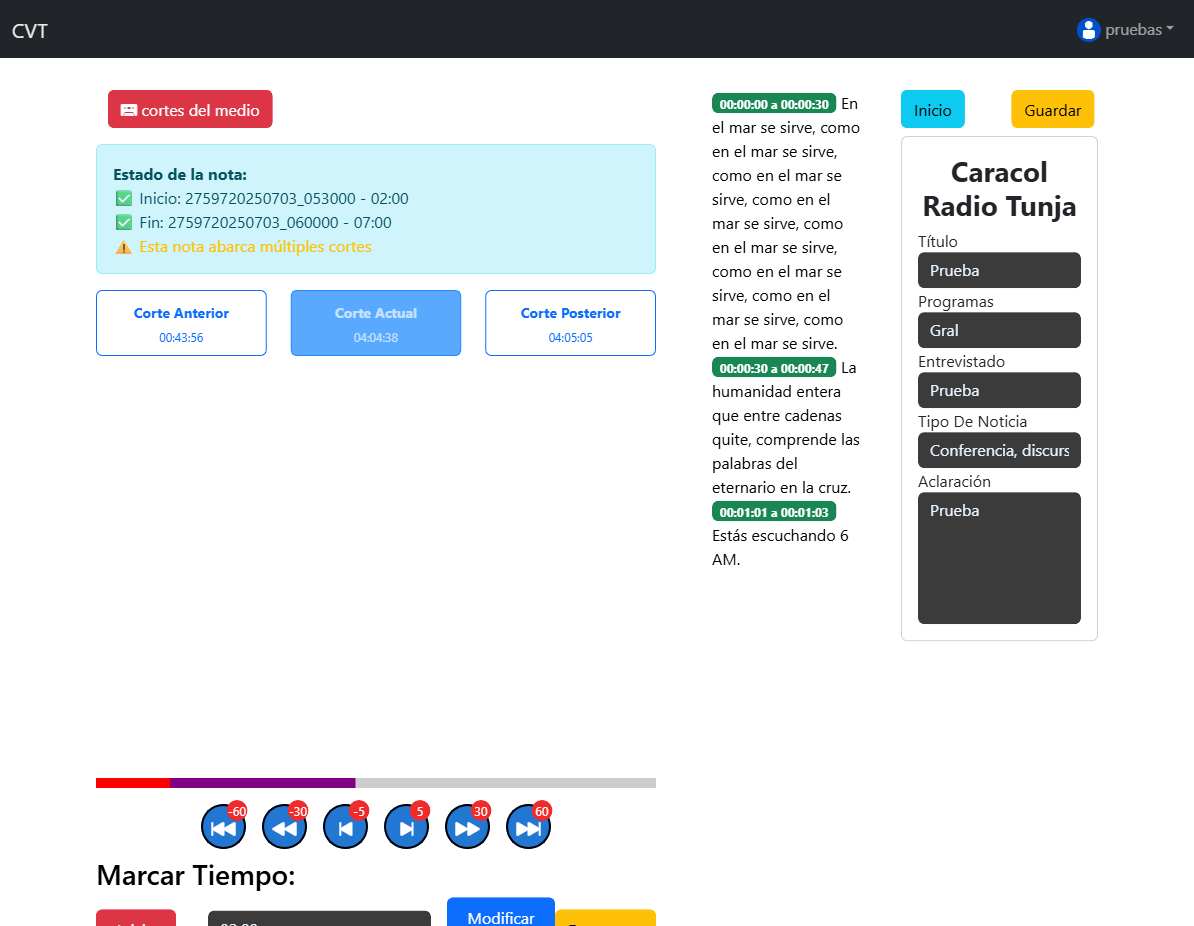 CVT
pruebas
cortes del medio
Estado de la nota:
✅ Inicio: 2759720250703_053000 - 02:00
✅ Fin: 2759720250703_060000 - 07:00
⚠ Esta nota abarca múltiples cortes
Corte Anterior
00:43:56
Corte Actual
04:04:38
Corte Posterior
04:05:05
-60
-30
-5
5
30
60
Marcar Tiempo:
Modificar
00:00:00 a 00:00:30 En
el mar se sirve, como
en el mar se sirve,
como en el mar se
sirve, como en el
mar se sirve, como
en el mar se sirve,
como en el mar se
sirve, como en el
mar se sirve, como
en el mar se sirve.
00:00:30 a 00:00:47 La
humanidad entera
que entre cadenas
quite, comprende las
palabras del
eternario en la cruz.
00:01:01 a 00:01:03
Estás escuchando 6
AM.
Inicio
Guardar
Caracol
Radio Tunja
Título
Prueba
Programas
Gral
Entrevistado
Prueba
Tipo De Noticia
Conferencia, discurs
Aclaración
Prueba